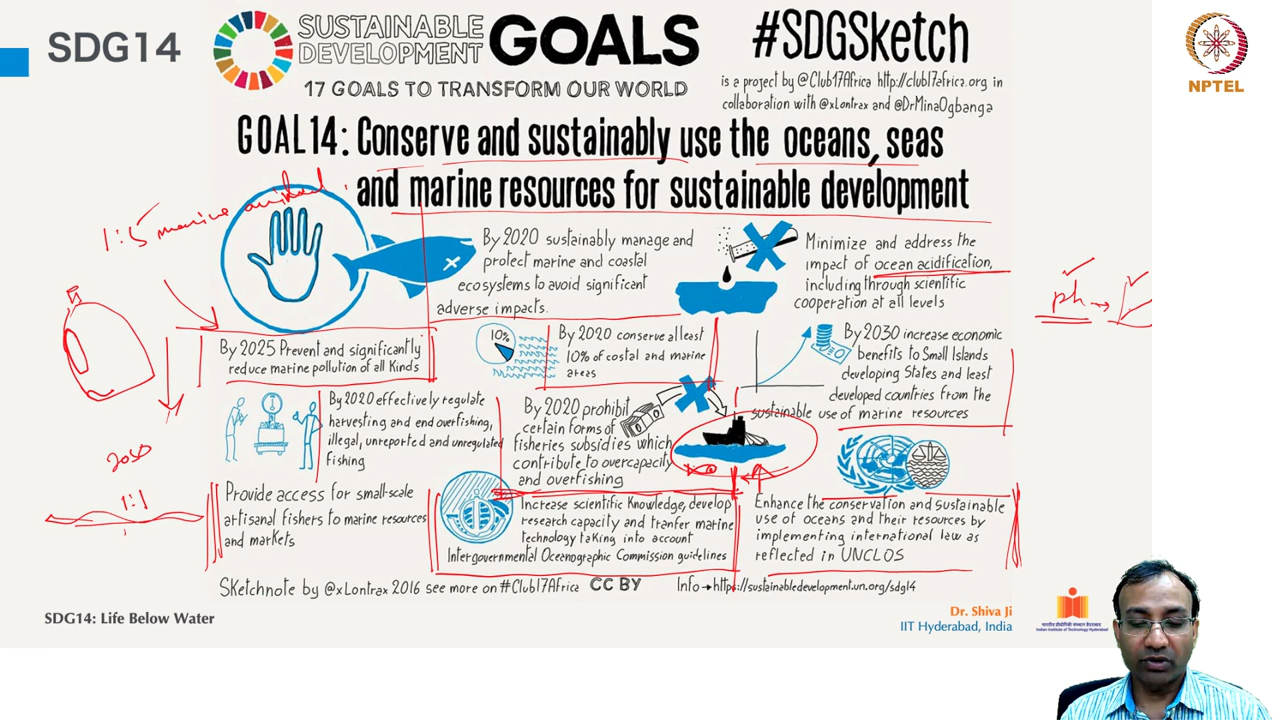 SDG14
SUSTAINABLE
DEVELOPMENT
GOALS
17 GOALS TO TRANSFORM OUR WORLD
#SDGSketch
is a project by @Club17Africa http://club17africa.org in
collaboration with @xLontrax and @DrMinaOgbanga
NPTEL
GOAL14: Conserve and sustainably use the oceans, seas
and marine resources for sustainable development
1:5 marine
By 2020 sustainably manage and
protect marine and coastal
ecosystems to avoid significant
adverse impacts.
Minimize and address the
impact of ocean acidification,
including through scientific
cooperation at all levels
ph
By 2025 Prevent and significantly
reduce marine pollution of all Kinds
10%
By 2020 conserve al least
10% of costal and marine
areas
By 2030 increase economic
benefits to Small Islands
developing States and least
developed countries from the
sustainable use of marine resources
By 2020 effectively regulate
harvesting and end overfishing,
illegal, unreported and unregulated
fishing
By 2020 prohibit
certain forms of
fisheries subsidies which
contribute to overcapacity
and overfishing
2050
1:1
Provide access for small-scale
artisanal fishers to marine resources
and markets
Increase scientific Knowledge, develop
research capacity and tranfer marine
technology taking into account
Intergovernmental Oceanographic Commission guidelines
Enhance the conservation and sustainable
use of oceans and their resources by
implementing international law as
reflected in UNCLOS
Sketchnote by @xLontrax 2016 see more on #Club17Africa CC BY Info→https://sustainabledevelopment.un.org/sdg14
SDG14: Life Below Water
Dr. Shiva Ji
IIT Hyderabad, India
Indian Institute of Technology Hyderabad